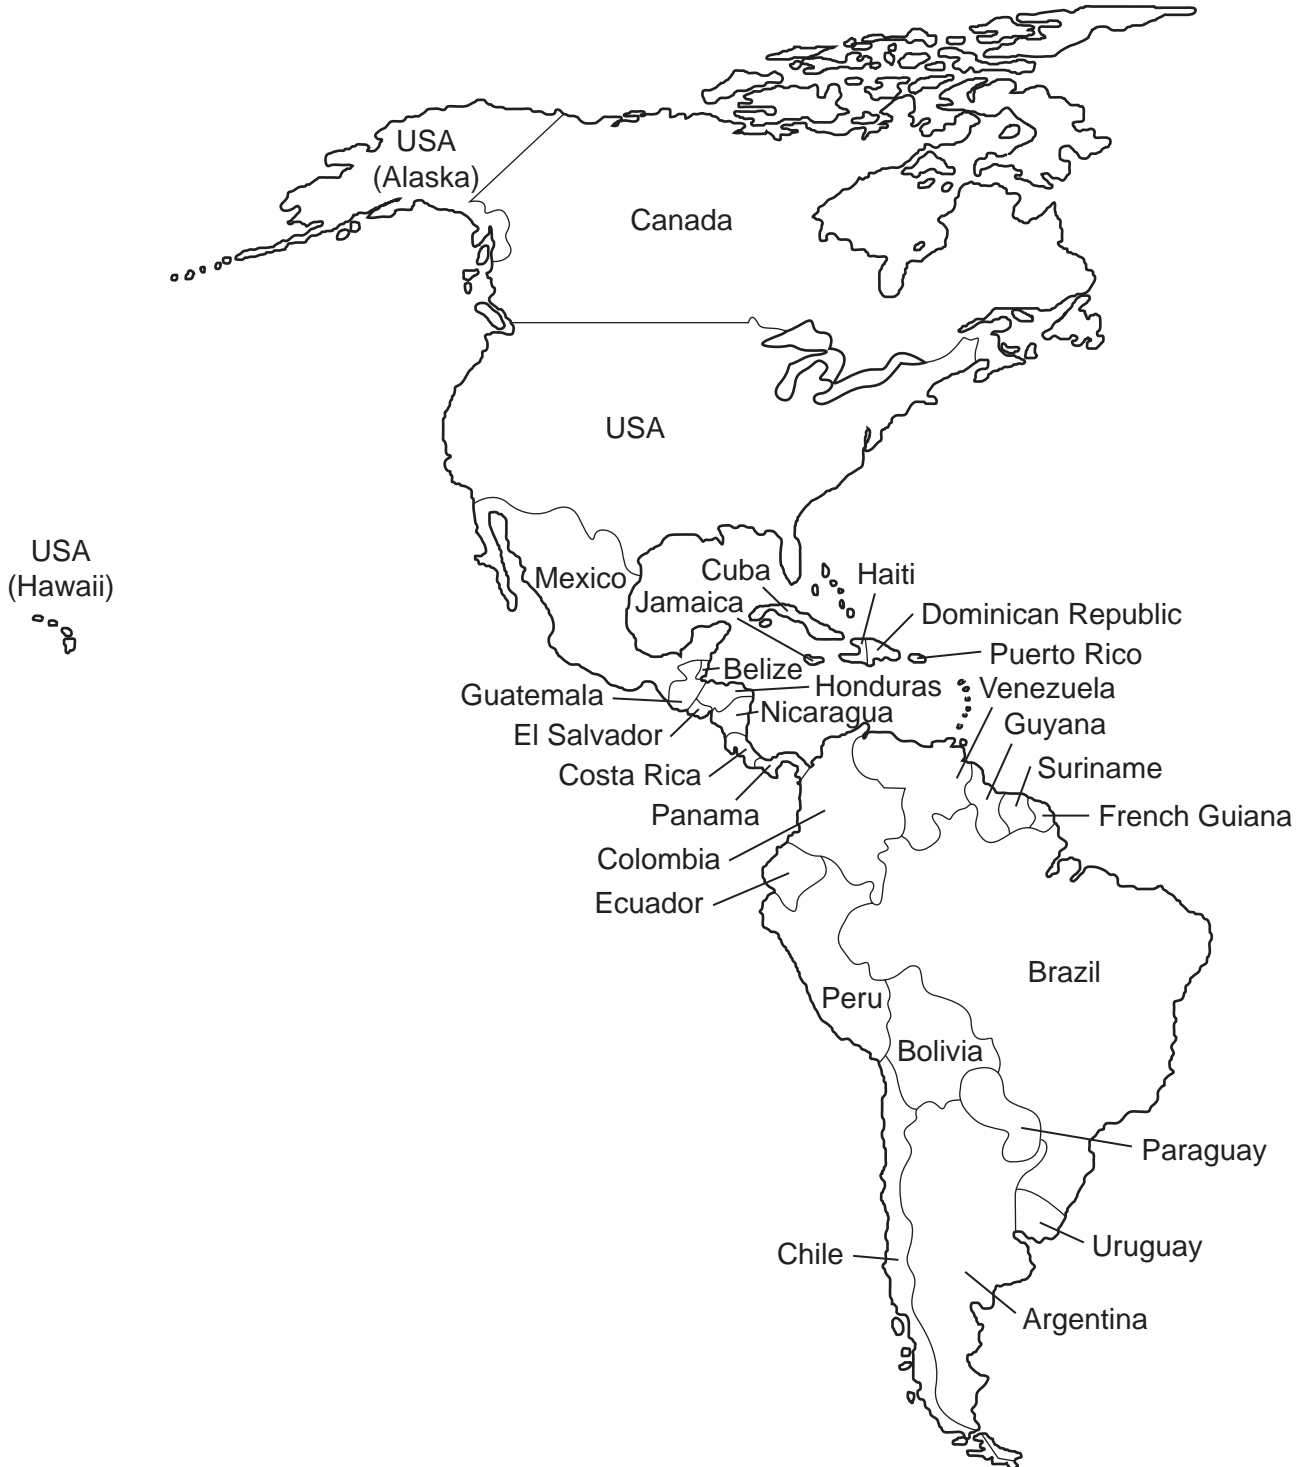 USA
(Alaska)
Canada
USA
USA
(Hawaii)
Mexico
Cuba
Haiti
Jamaica
Dominican Republic
Puerto Rico
Belize
Guatemala
Honduras
Venezuela
Nicaragua
El Salvador
Guyana
Costa Rica
Suriname
Panama
French Guiana
Colombia
Ecuador
Brazil
Peru
Bolivia
Paraguay
Uruguay
Chile
Argentina